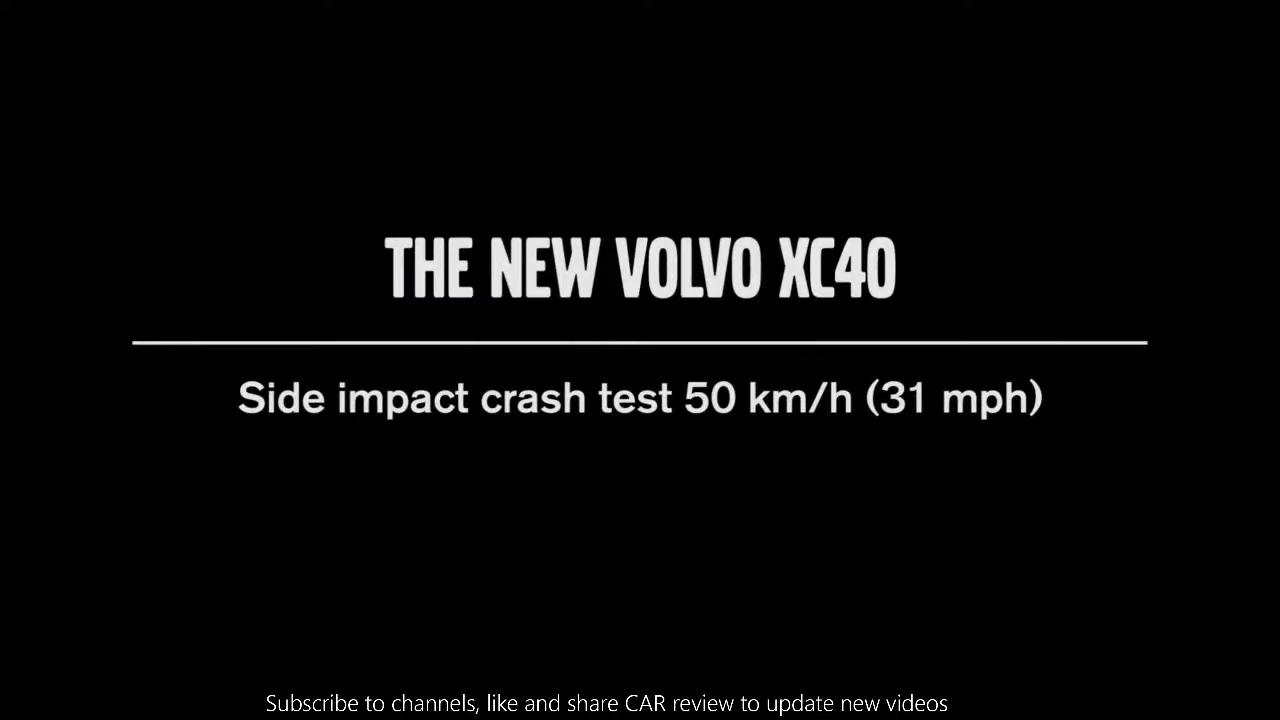 THE NEW VOLVO XC40
Side impact crash test 50 km/h (31 mph)
Subscribe to channels, like and share CAR review to update new videos